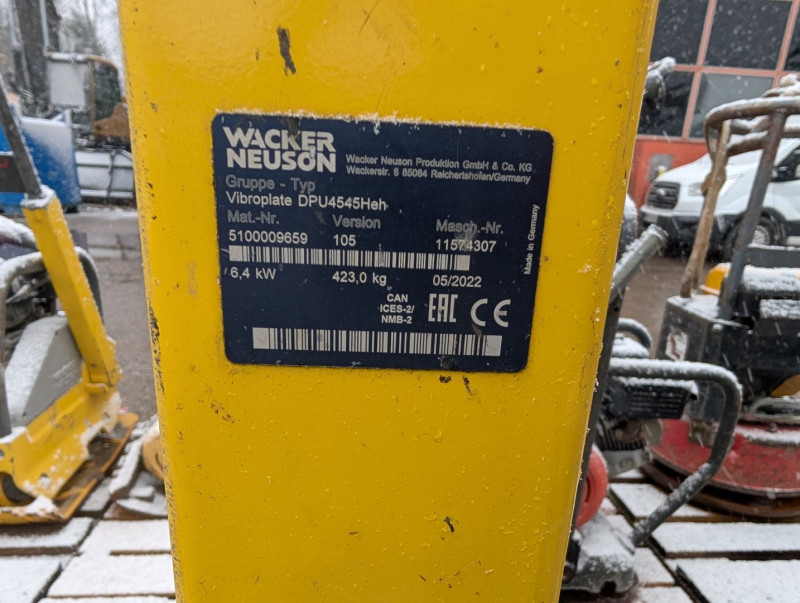 WACKER
NEUSON
Wacker Neuson Produktion GmbH & Co. KG
Wackerstr. 6 85084 Reichertshofen/Germany
Gruppe - Typ
Vibroplate DPU4545Heh
Mat.-Nr. Version Masch.-Nr.
5100009659 105 11574307
6,4 kW 423,0 kg 05/2022
CAN
ICES-2/
NMB-2
EAC CE
Made in Germany